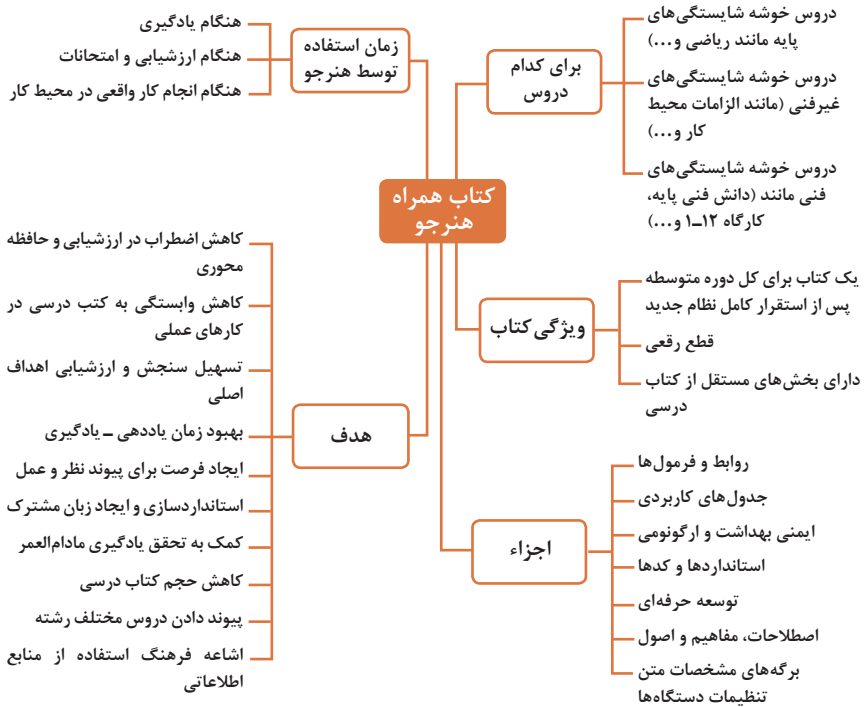 کتاب همراه
هنرجو
برای کدام
دروس
دروس خوشه شایستگی‌های
پایه مانند ریاضی و...)
دروس خوشه شایستگی‌های
غیرفنی (مانند الزامات محیط
کار و...)
دروس خوشه شایستگی‌های
فنی مانند (دانش فنی پایه،
کارگاه ۱۲ـ۱ و...)
ویژگی کتاب
یک کتاب برای کل دوره متوسطه
پس از استقرار کامل نظام جدید
قطع رقعی
دارای بخش‌های مستقل از کتاب
درسی
اجزاء
روابط و فرمول‌ها
جدول‌های کاربردی
ایمنی بهداشت و ارگونومی
استانداردها و کدها
توسعه حرفه‌ای
اصطلاحات، مفاهیم و اصول
برگه‌های مشخصات متن
تنظیمات دستگاه‌ها
زمان استفاده
توسط هنرجو
هنگام یادگیری
هنگام ارزشیابی و امتحانات
هنگام انجام کار واقعی در محیط کار
هدف
کاهش اضطراب در ارزشیابی و حافظه
محوری
کاهش وابستگی به کتب درسی در
کارهای عملی
تسهیل سنجش و ارزشیابی اهداف
اصلی
بهبود زمان یاددهی ـ یادگیری
ایجاد فرصت برای پیوند نظر و عمل
استانداردسازی و ایجاد زبان مشترک
کمک به تحقق یادگیری مادام‌العمر
کاهش حجم کتاب درسی
پیوند دادن دروس مختلف رشته
اشاعه فرهنگ استفاده از منابع
اطلاعاتی